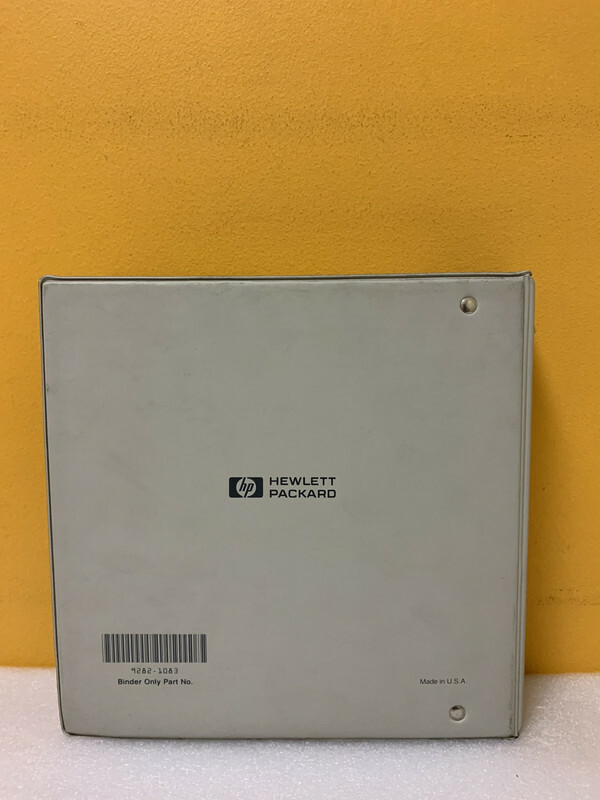 hp HEWLETT
PACKARD
9282-1083
Binder Only Part No.
Made in U.S.A.